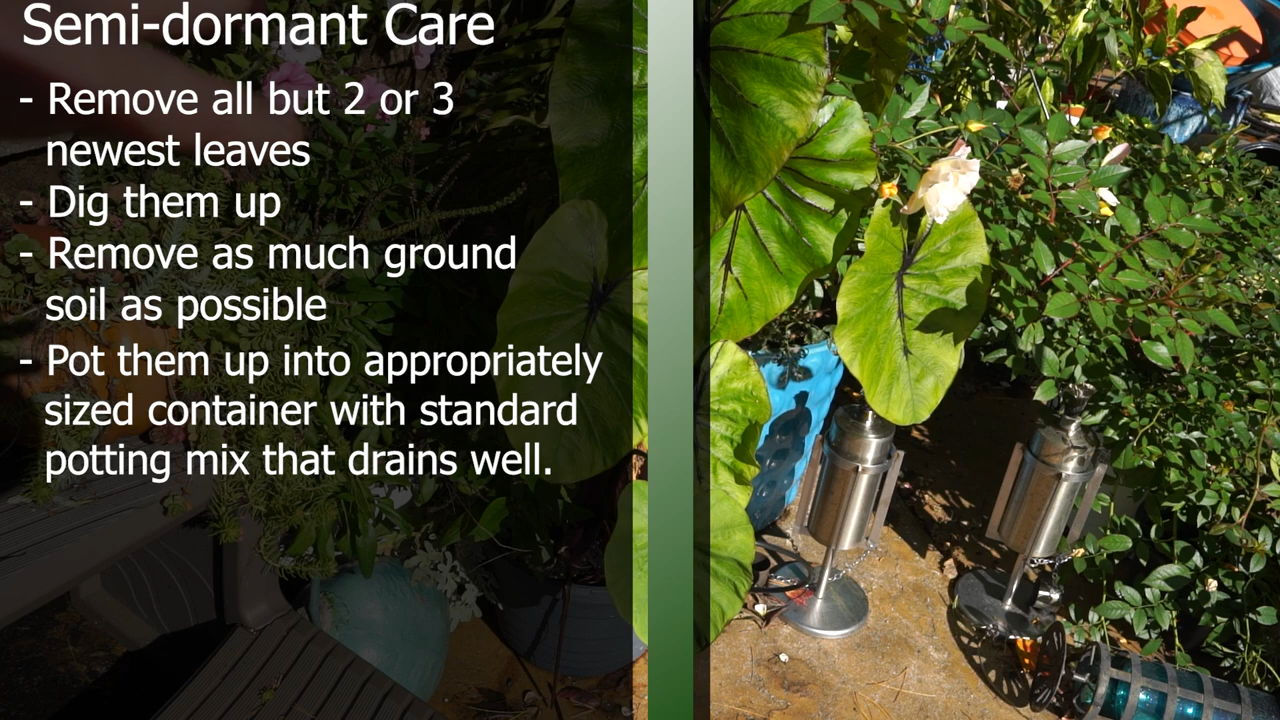 Semi-dormant Care
- Remove all but 2 or 3
newest leaves
- Dig them up
- Remove as much ground
soil as possible
- Pot them up into appropriately
sized container with standard
potting mix that drains well.